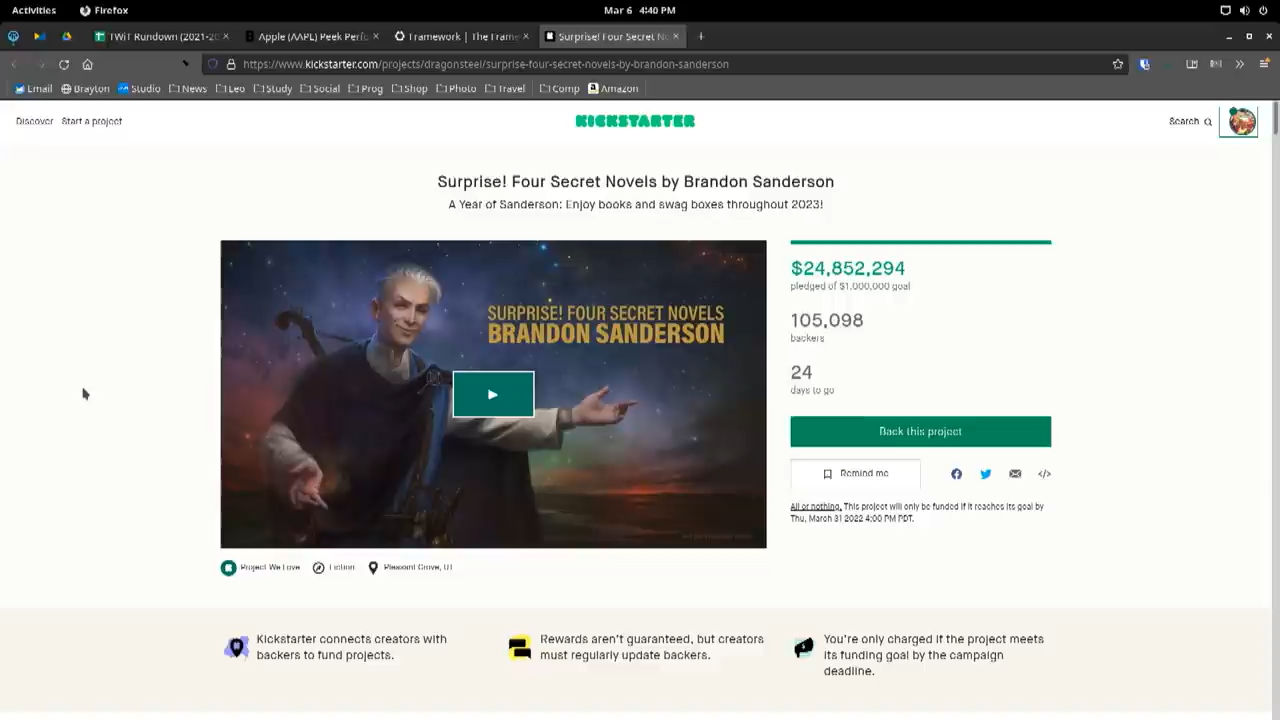 Activities Firefox Mar 6 4:40 PM
TWiT Rundown (2021-20 Apple (AAPL) Peek Perfo Framework | The Frame Surprise! Four Secret No
https://www.kickstarter.com/projects/dragonsteel/surprise-four-secret-novels-by-brandon-sanderson
Email Brayton Studio News Leo Study Social Prog Shop Photo Travel Comp Amazon
Discover Start a project KICKSTARTER Search
Surprise! Four Secret Novels by Brandon Sanderson
A Year of Sanderson: Enjoy books and swag boxes throughout 2023!
SURPRISE! FOUR SECRET NOVELS
BRANDON SANDERSON
$24,852,294
pledged of $1,000,000 goal
105,098
backers
24
days to go
Back this project
Remind me
All or nothing. This project will only be funded if it reaches its goal by
Thu, March 31 2022 4:00 PM PDT.
Project We Love Fiction Pleasant Grove, UT
Kickstarter connects creators with
backers to fund projects.
Rewards aren't guaranteed, but creators
must regularly update backers.
You're only charged if the project meets
its funding goal by the campaign
deadline.